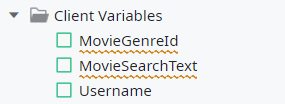 Client Variables
MovieGenreId
MovieSearchText
Username